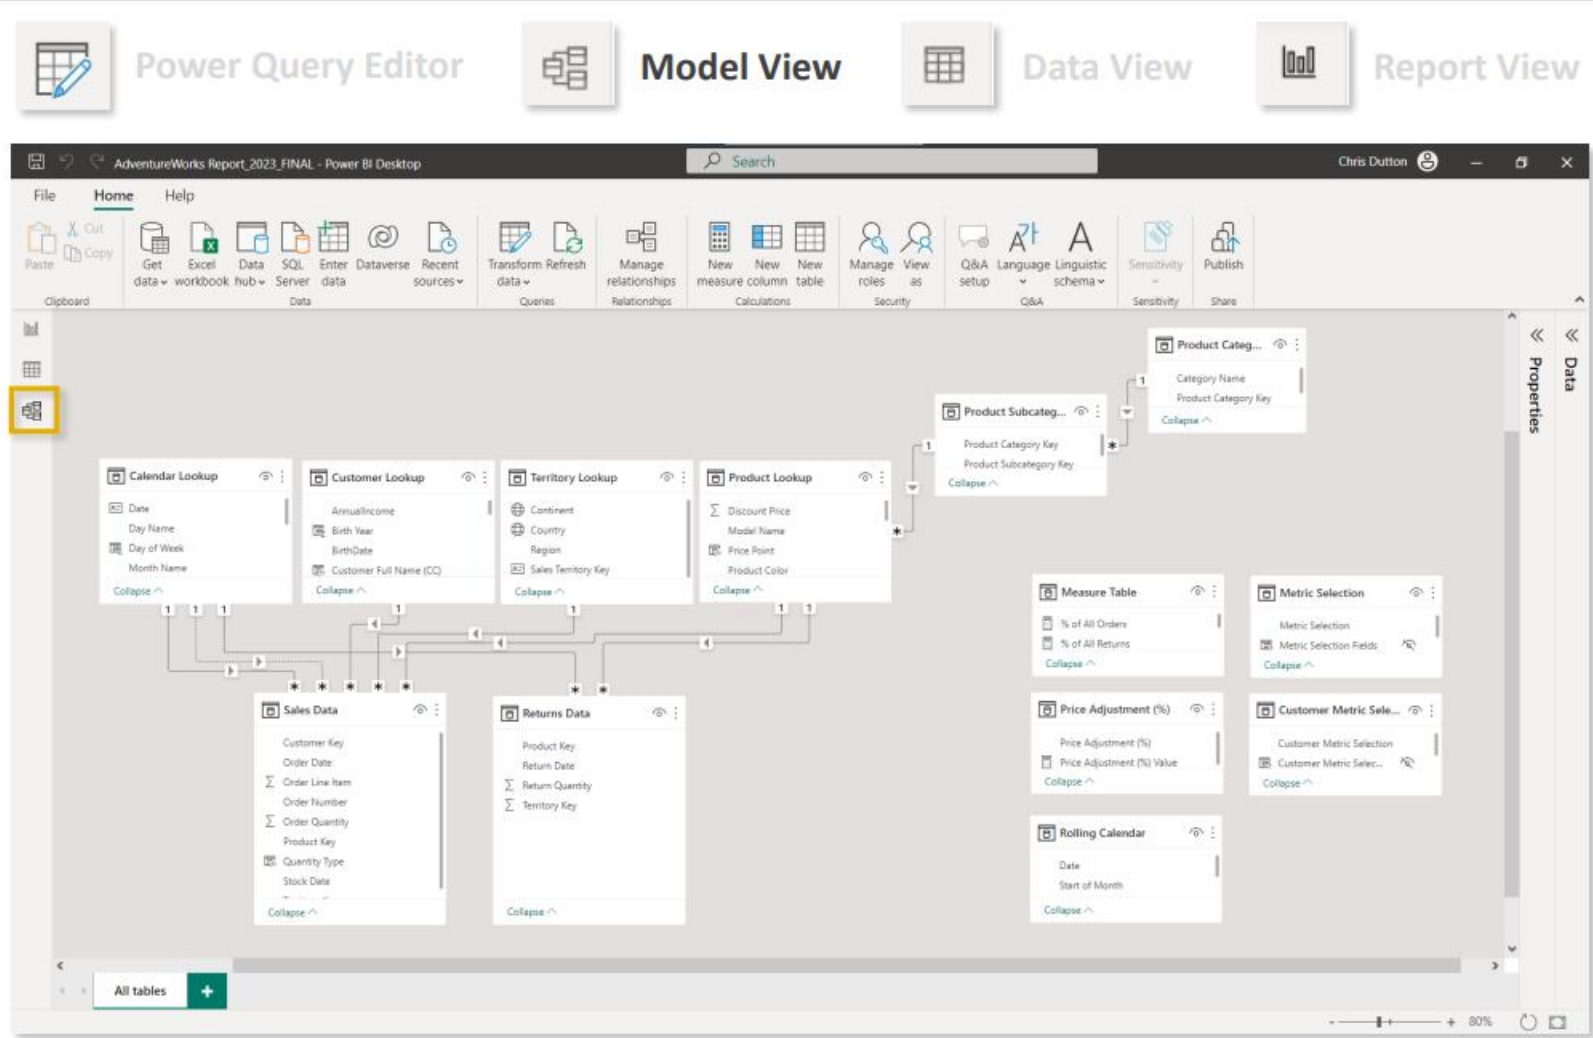 Power Query Editor
Model View
Data View
Report View
AdventureWorks Report_2023_FINAL - Power BI Desktop
Search
Chris Dutton
File
Home
Help
Paste
Cut
Copy
Get data
Excel workbook
Data hub
SQL Server
Enter data
Dataverse
Recent sources
Transform data
Refresh
Manage relationships
New measure
New column
New table
Manage roles
View as
Q&A setup
Language
Linguistic schema
Sensitivity
Publish
Clipboard
Data
Queries
Relationships
Calculations
Security
Q&A
Sensitivity
Share
Properties
Data
Product Categ...
Category Name
Product Category Key
Collapse
1
*
Product Subcateg...
Product Category Key
Product Subcategory Key
Collapse
1
*
Calendar Lookup
Date
Day Name
Day of Week
Month Name
Collapse
Customer Lookup
AnnualIncome
Birth Year
BirthDate
Customer Full Name (CC)
Collapse
Territory Lookup
Continent
Country
Region
Sales Territory Key
Collapse
Product Lookup
Discount Price
Model Name
Price Point
Product Color
Collapse
1 1 1 1 1 1 1
* * * * * * *
Sales Data
Customer Key
Order Date
Order Line Item
Order Number
Order Quantity
Product Key
Quantity Type
Stock Date
Collapse
Returns Data
Product Key
Return Date
Return Quantity
Territory Key
Collapse
Measure Table
% of All Orders
% of All Returns
Collapse
Metric Selection
Metric Selection
Metric Selection Fields
Collapse
Price Adjustment (%)
Price Adjustment (%)
Price Adjustment (%) Value
Collapse
Customer Metric Sele...
Customer Metric Selection
Customer Metric Selec...
Collapse
Rolling Calendar
Date
Start of Month
Collapse
All tables
+
- + 80%